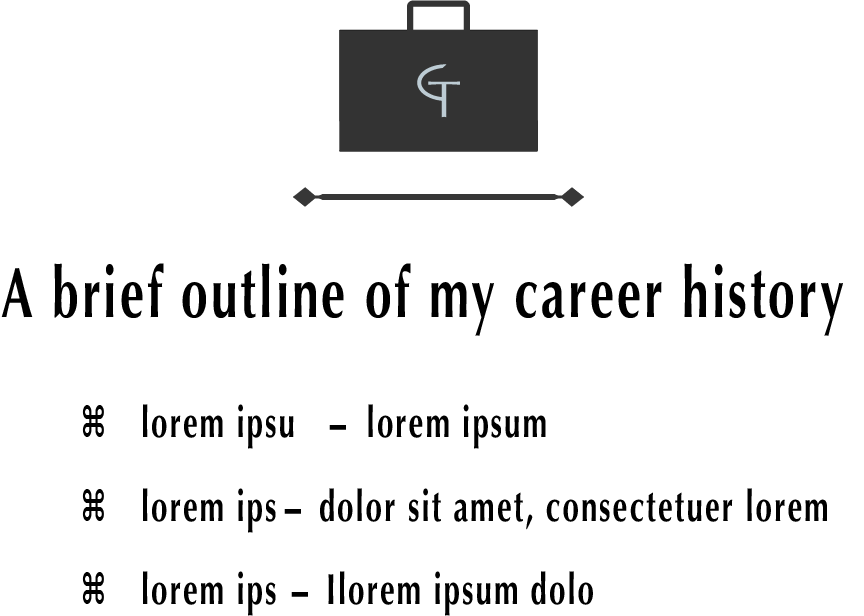 GT
A brief outline of my career history
⌘ lorem ipsu – lorem ipsum
⌘ lorem ips – dolor sit amet, consectetuer lorem
⌘ lorem ips – Ilorem ipsum dolo